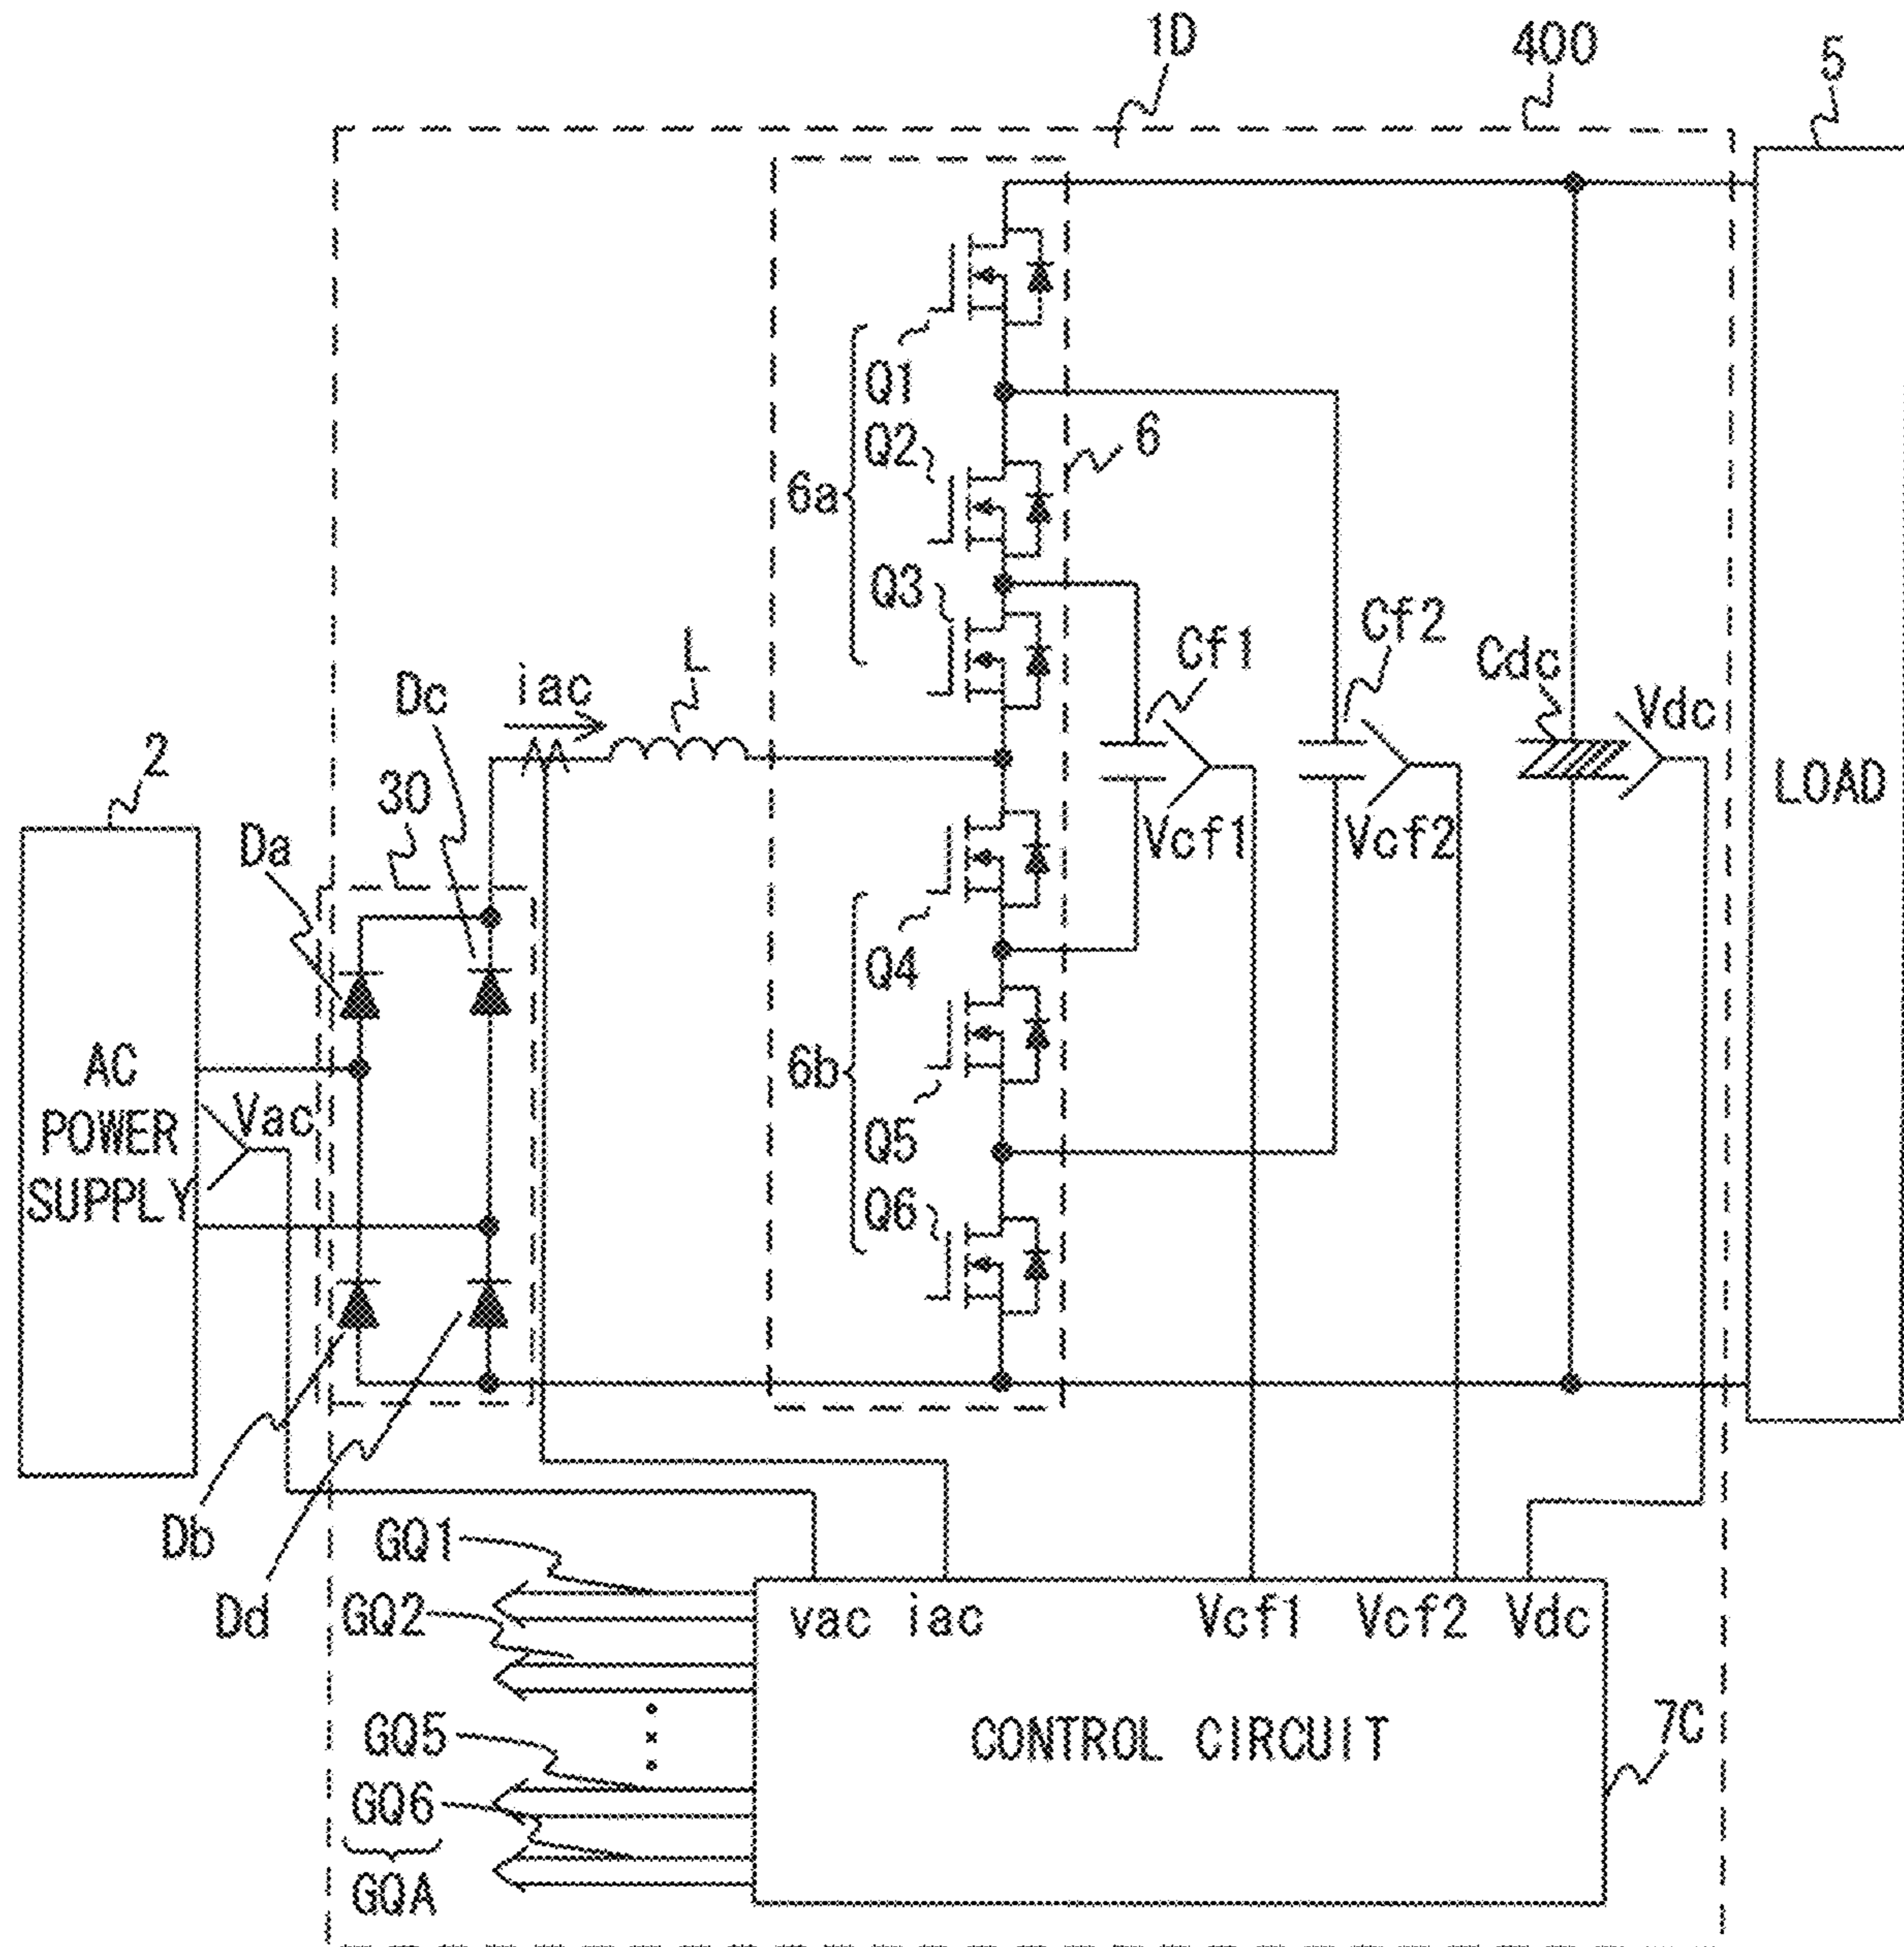 1D
400
5
Q1
Q2
6
6a
Q3
Cf1
Cf2
Cdc
Vdc
L
iac
Dc
2
30
Da
LOAD
Vcf1
Vcf2
Q4
AC
POWER
SUPPLY
Vac
6b
Q5
Q6
Db
Dd
GQ1
GQ2
GQ5
GQ6
GQA
vac iac Vcf1 Vcf2 Vdc
CONTROL CIRCUIT
7C